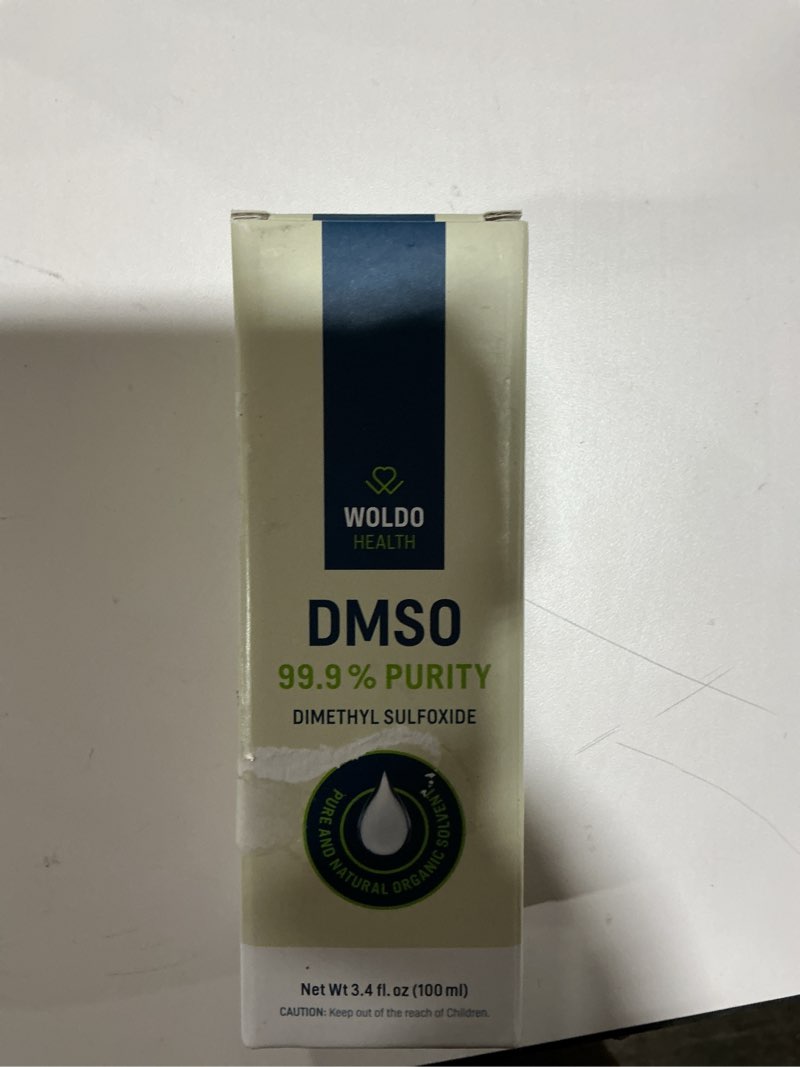 WOLDO
HEALTH
DMSO
99.9% PURITY
DIMETHYL SULFOXIDE
PURE AND NATURAL ORGANIC SOLVENT
Net Wt 3.4 fl. oz (100 ml)
CAUTION: Keep out of the reach of Children.